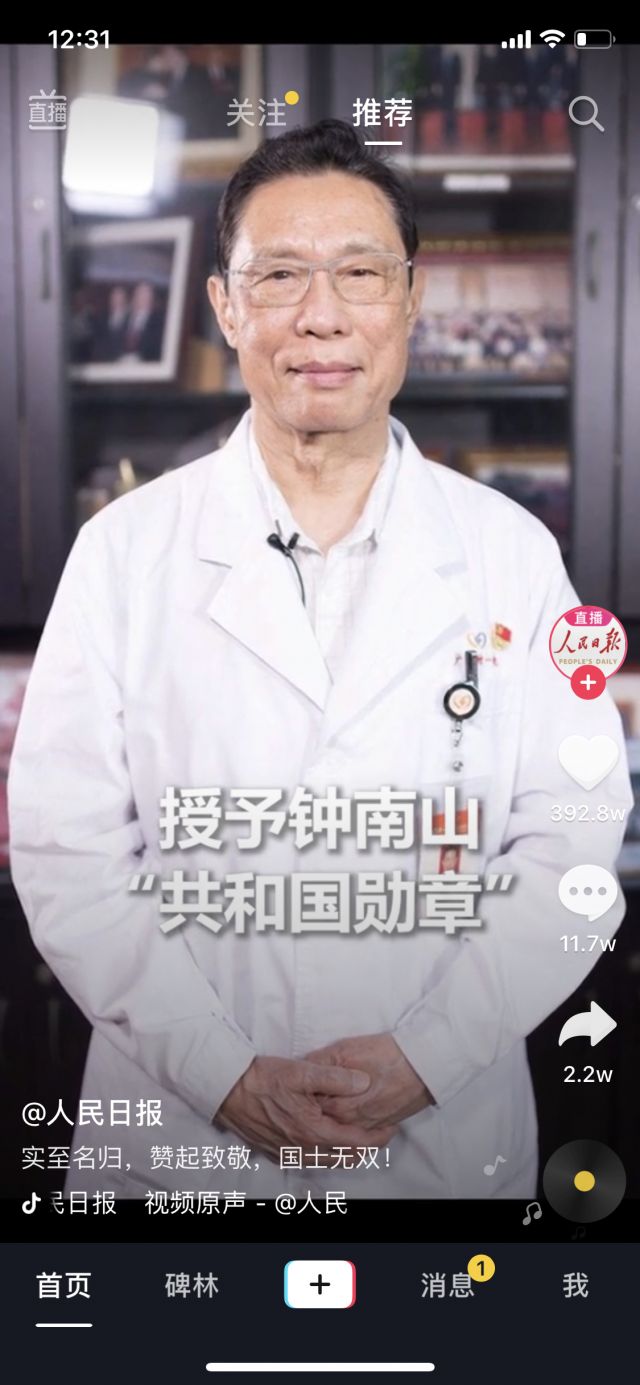 12:31
直播
关注
推荐
直播
人民日报
PEOPLE'S DAILY
392.8w
授予钟南山
“共和国勋章”
11.7w
2.2w
@人民日报
实至名归，赞起致敬，国士无双！
民日报 视频原声 - @人民
首页
碑林
消息
1
我